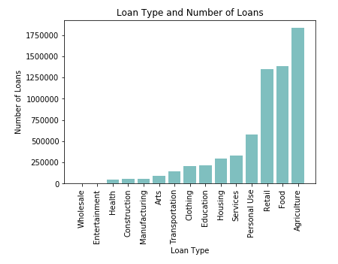 Loan Type and Number of Loans
Number of Loans
1750000
1500000
1250000
1000000
750000
500000
250000
0
Wholesale
Entertainment
Health
Construction
Manufacturing
Arts
Transportation
Clothing
Education
Housing
Services
Personal Use
Retail
Food
Agriculture
Loan Type